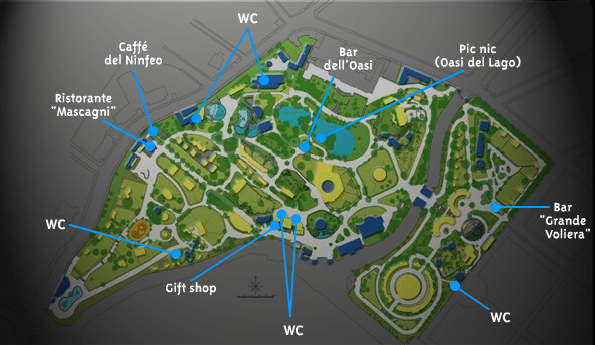 WC
Caffé
del Ninfeo
Bar
dell'Oasi
Pic nic
(Oasi del Lago)
Ristorante
"Mascagni"
WC
Gift shop
WC
Bar
"Grande
Voliera"
WC